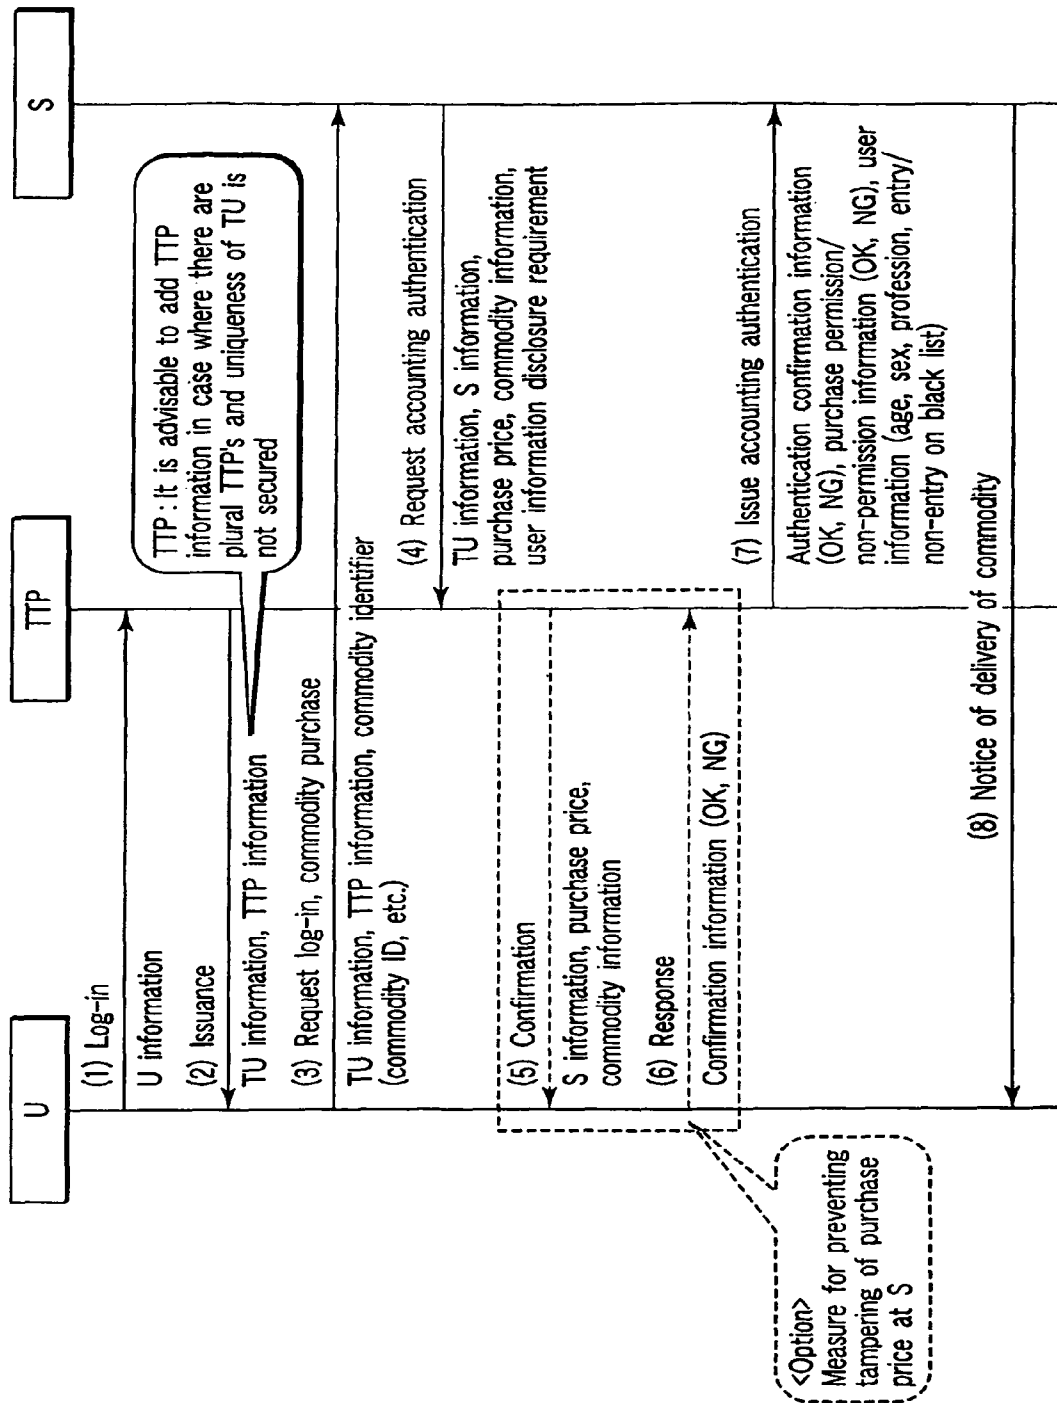 U
TTP
S
(1) Log-in
U information
TTP : It is advisable to add TTP
information in case where there are
plural TTP's and uniqueness of TU is
not secured
(2) Issuance
TU information, TTP information
(3) Request log-in, commodity purchase
TU information, TTP information, commodity identifier
(commodity ID, etc.)
(4) Request accounting authentication
TU information, S information,
purchase price, commodity information,
user information disclosure requirement
(5) Confirmation
S information, purchase price,
commodity information
(6) Response
Confirmation information (OK, NG)
<Option>
Measure for preventing
tampering of purchase
price at S
(7) Issue accounting authentication
Authentication confirmation information
(OK, NG), purchase permission/
non-permission information (OK, NG), user
information (age, sex, profession, entry/
non-entry on black list)
(8) Notice of delivery of commodity